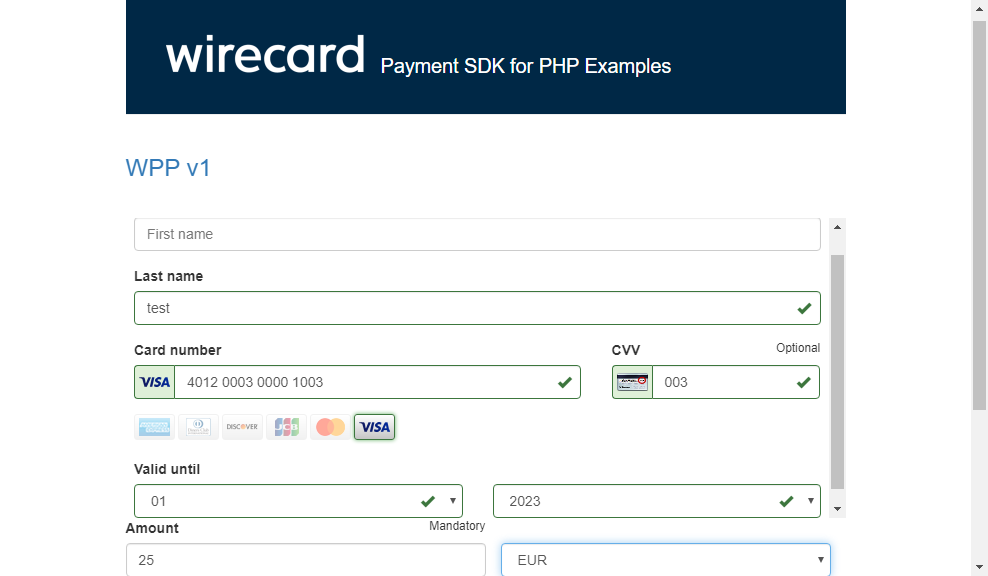 wirecard Payment SDK for PHP Examples
WPP v1
First name
Last name
test
Card number CVV Optional
VISA 4012 0003 0000 1003 003
DISCOVER JCB VISA
Valid until
01 2023
Amount Mandatory
25 EUR